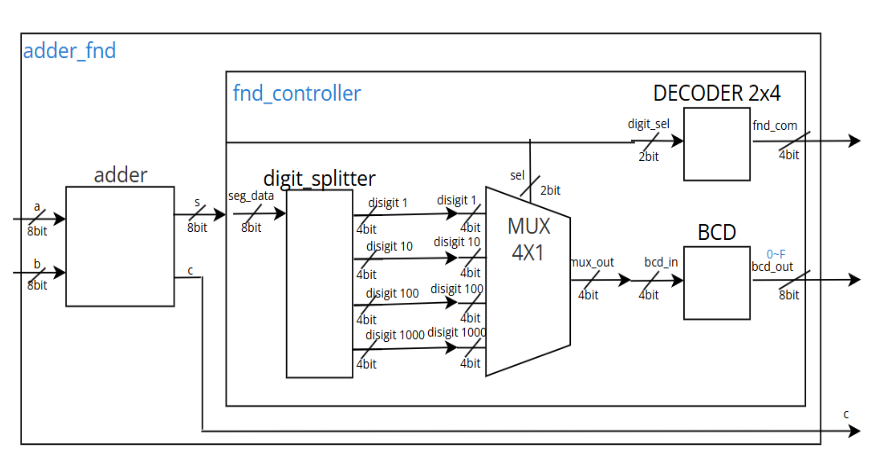 adder_fnd
fnd_controller
DECODER 2x4
digit_sel
2bit
fnd_com
4bit
adder
a
8bit
b
8bit
s
8bit
c
digit_splitter
seg_data
8bit
disigit 1
4bit
disigit 10
4bit
disigit 100
4bit
disigit 1000
4bit
disigit 1
4bit
disigit 10
4bit
disigit 100
4bit
disigit 1000
4bit
sel
2bit
MUX
4X1
mux_out
4bit
bcd_in
4bit
BCD
0~F
bcd_out
8bit
c